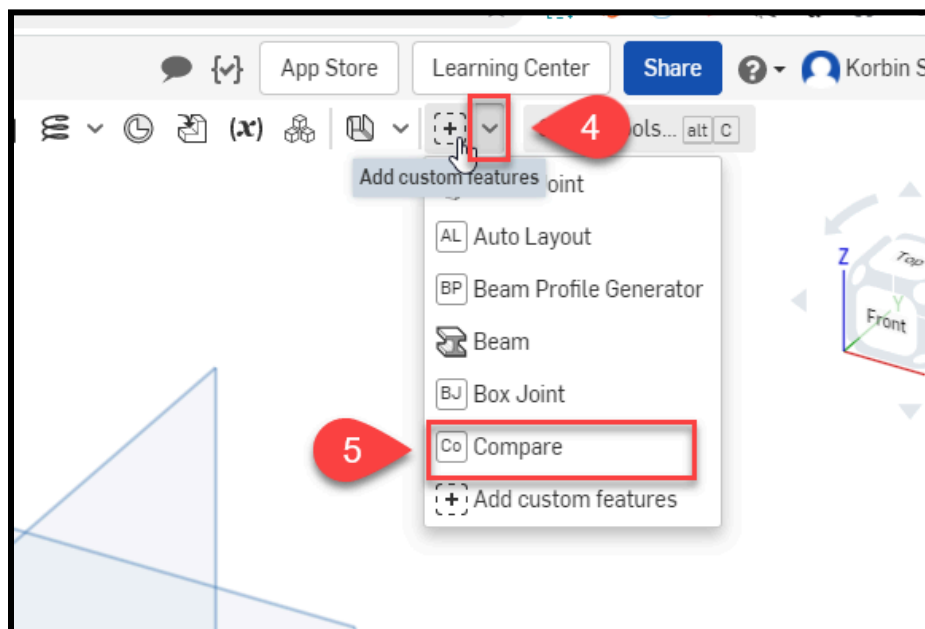 App Store
Learning Center
Share
Korbin S
(x)
4
ols... alt C
Add custom features
oint
AL Auto Layout
BP Beam Profile Generator
Beam
BJ Box Joint
5
Co Compare
Add custom features
Z
Top
Y
Front